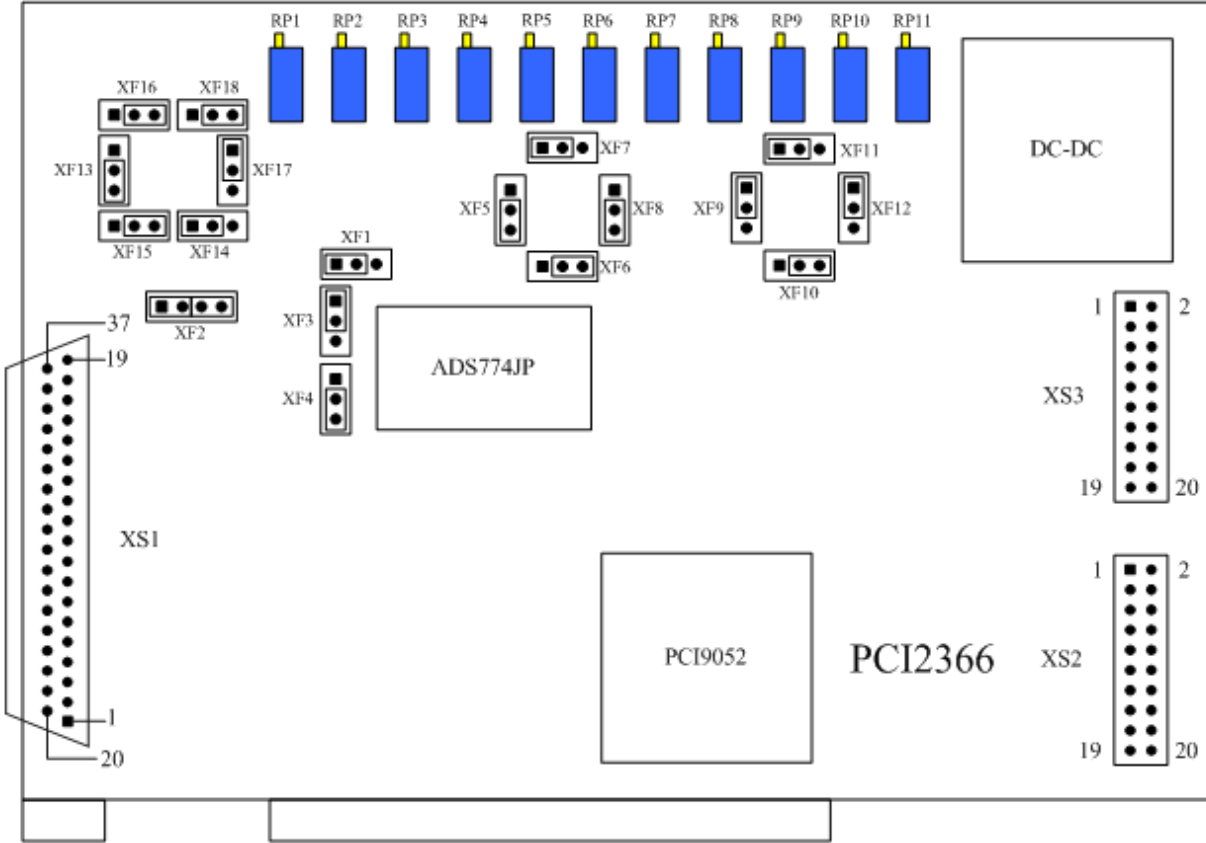 RP1 RP2 RP3 RP4 RP5 RP6 RP7 RP8 RP9 RP10 RP11
XF16 XF18
XF7 XF11 DC-DC
XF13 XF17
XF5 XF8 XF9 XF12
XF15 XF14
XF1 XF6
XF10
37 XF2 XF3 1 2
19
ADS774JP
XF4 XS3
19 20
XS1
1 2
PCI9052 PCI2366 XS2
1
20 19 20